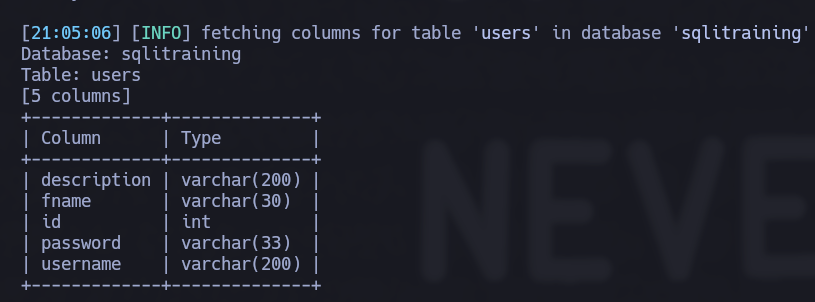 [21:05:06] [INFO] fetching columns for table 'users' in database 'sqlitraining'
Database: sqlitraining
Table: users
[5 columns]
+-------------+--------------+
| Column      | Type         |
+-------------+--------------+
| description | varchar(200) |
| fname       | varchar(30)  |
| id          | int          |
| password    | varchar(33)  |
| username    | varchar(200) |
+-------------+--------------+
NEVE